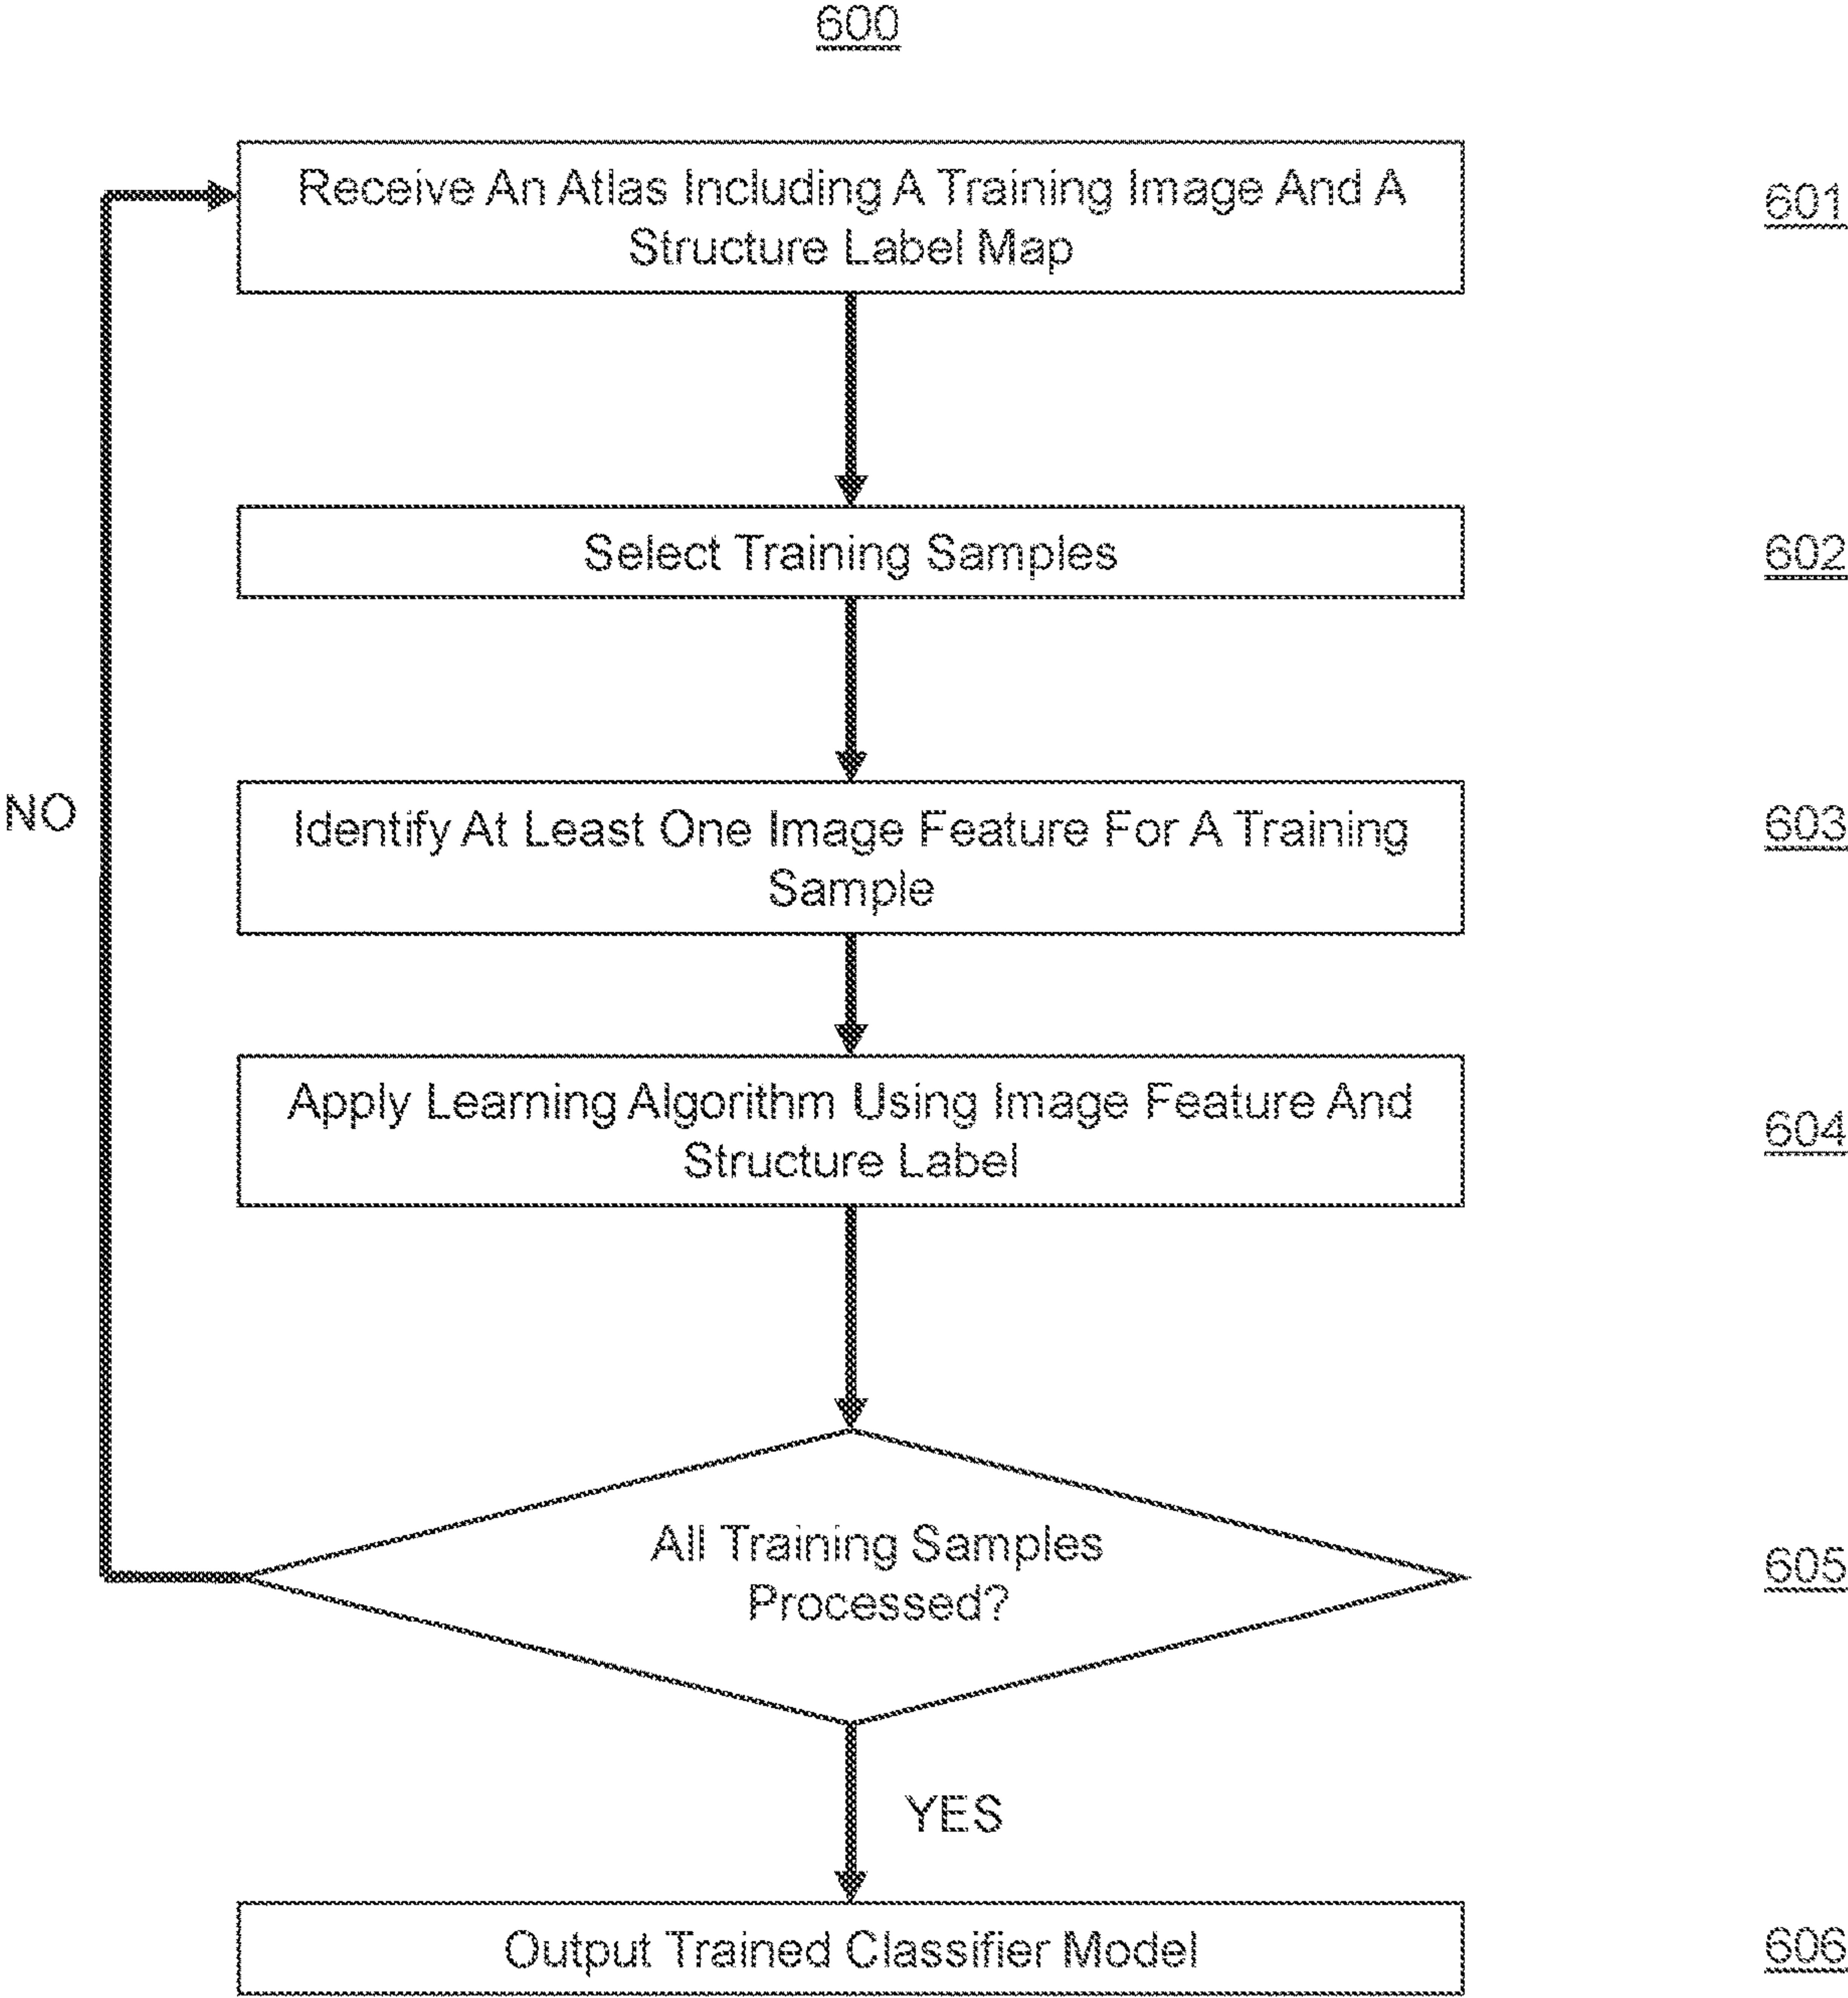 600
Receive An Atlas Including A Training Image And A
Structure Label Map
601
Select Training Samples
602
NO
Identify At Least One Image Feature For A Training
Sample
603
Apply Learning Algorithm Using Image Feature And
Structure Label
604
All Training Samples
Processed?
605
YES
Output Trained Classifier Model
606